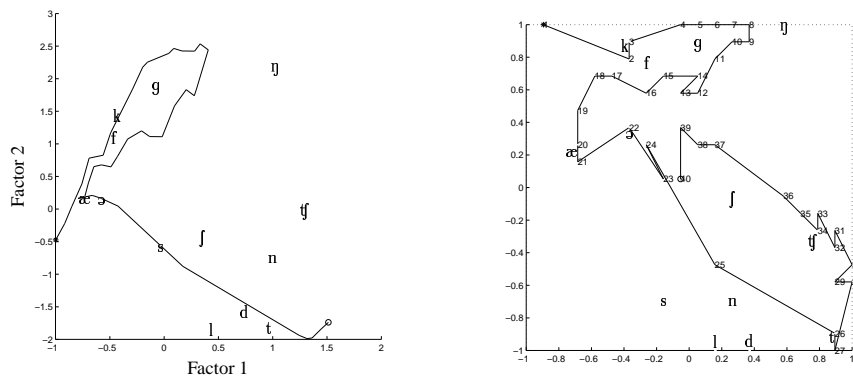 3
2.5
2
1.5
1
0.5
0
−0.5
−1
−1.5
−2
−1 −0.5 0 0.5 1 1.5 2
Factor 2
Factor 1
ŋ
g
k
f
æ ɔ
tʃ
ʃ
s
n
d
l t
1
0.8
0.6
0.4
0.2
0
−0.2
−0.4
−0.6
−0.8
−1
−1 −0.8 −0.6 −0.4 −0.2 0 0.2 0.4 0.6 0.8 1
4 5 6 7 8 ŋ
k 3 g 10 9
2 f 11
18 17 15 14
16 13 12
19
22 ɔ 39
20 24 38 37
æ 21
23 40
ʃ 36
35 33
34 31
tʃ 32
25
29
s n
26
l d t 27